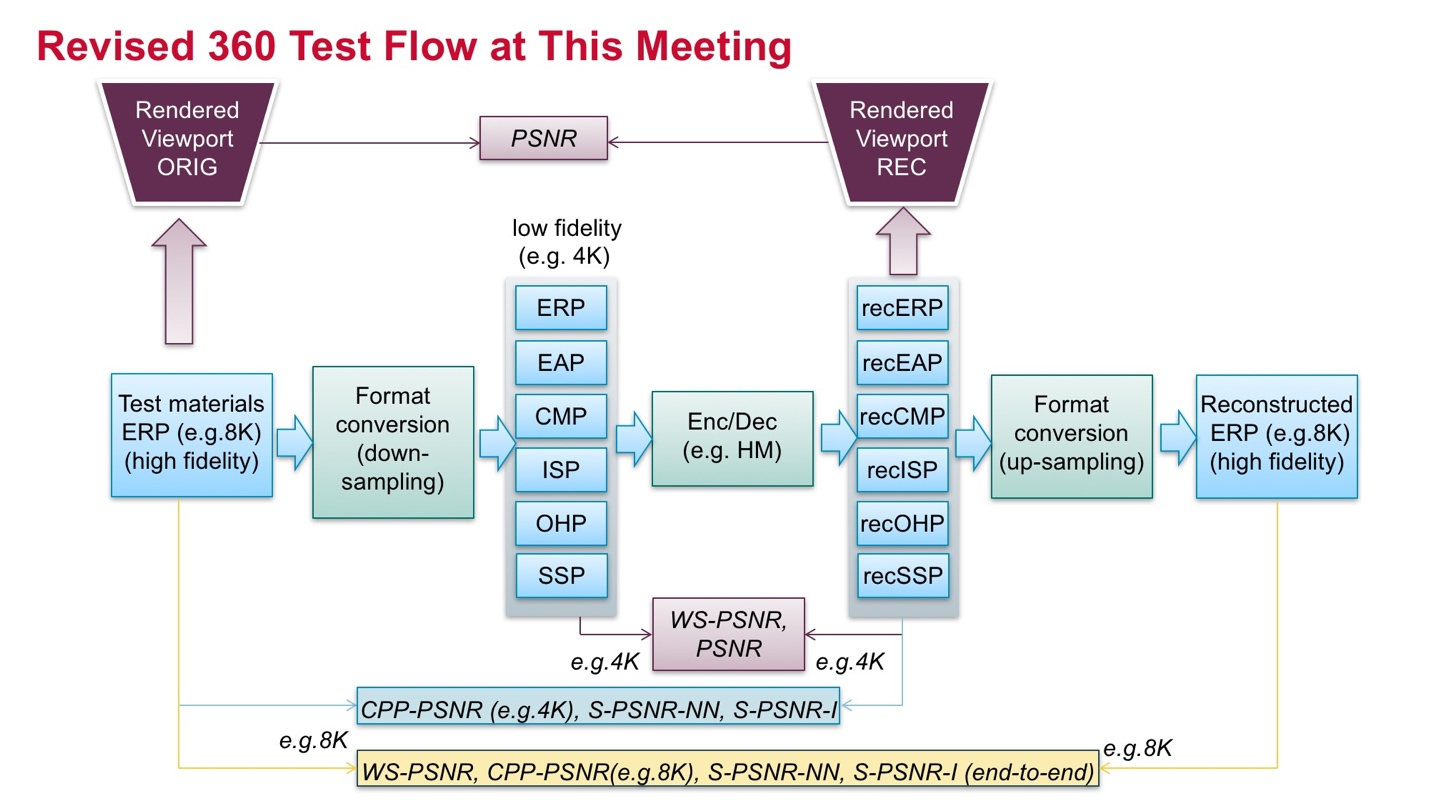 Revised 360 Test Flow at This Meeting
Rendered
Viewport
ORIG
PSNR
Rendered
Viewport
REC
low fidelity
(e.g. 4K)
Test materials
ERP (e.g.8K)
(high fidelity)
Format
conversion
(down-
sampling)
ERP
EAP
CMP
ISP
OHP
SSP
Enc/Dec
(e.g. HM)
recERP
recEAP
recCMP
recISP
recOHP
recSSP
Format
conversion
(up-sampling)
Reconstructed
ERP (e.g.8K)
(high fidelity)
WS-PSNR,
PSNR
e.g.4K
e.g.4K
CPP-PSNR (e.g.4K), S-PSNR-NN, S-PSNR-I
e.g.8K
e.g.8K
WS-PSNR, CPP-PSNR(e.g.8K), S-PSNR-NN, S-PSNR-I (end-to-end)